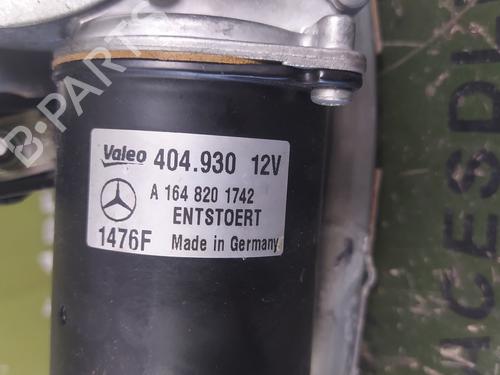 Valeo 404.930 12V
A 164 820 1742
ENTSTOERT
1476F Made in Germany
B-PARTS